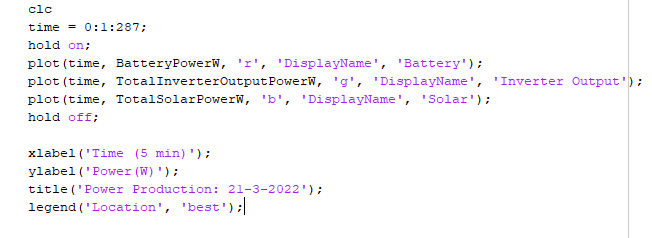 clc
time = 0:1:287;
hold on;
plot(time, BatteryPowerW, 'r', 'DisplayName', 'Battery');
plot(time, TotalInverterOutputPowerW, 'g', 'DisplayName', 'Inverter Output');
plot(time, TotalSolarPowerW, 'b', 'DisplayName', 'Solar');
hold off;
xlabel('Time (5 min)');
ylabel('Power(W)');
title('Power Production: 21-3-2022');
legend('Location', 'best');